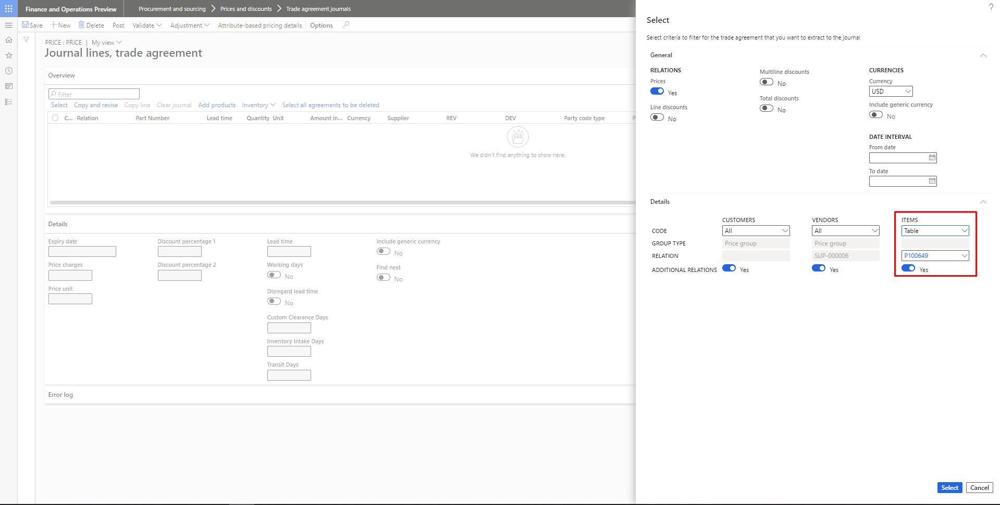 Finance and Operations Preview
Procurement and sourcing > Prices and discounts > Trade agreement journals
?
Save New Delete Post Validate Adjustment Attribute-based pricing details Options
PRICE : PRICE | My view
Journal lines, trade agreement
Overview
Filter
Select Copy and revise Copy line Clear journal Add products Inventory Select all agreements to be deleted
C... Relation Part Number Lead time Quantity Unit Amount in... Currency Supplier REV DEV Party code type P
We didn't find anything to show here.
Details
Expiry date
Price charges
Price unit
Discount percentage 1
Discount percentage 2
Lead time
Working days
No
Disregard lead time
No
Custom Clearance Days
Inventory Intake Days
Transit Days
Include generic currency
No
Find next
No
Error log
Select
Select criteria to filter for the trade agreement that you want to extract to the journal
General
RELATIONS
Prices
Yes
Line discounts
No
Multiline discounts
No
Total discounts
No
CURRENCIES
Currency
USD
Include generic currency
No
DATE INTERVAL
From date
To date
Details
CUSTOMERS VENDORS ITEMS
CODE All All Table
GROUP TYPE Price group Price group
RELATION SUP-000006 P100649
ADDITIONAL RELATIONS Yes Yes Yes
Select Cancel